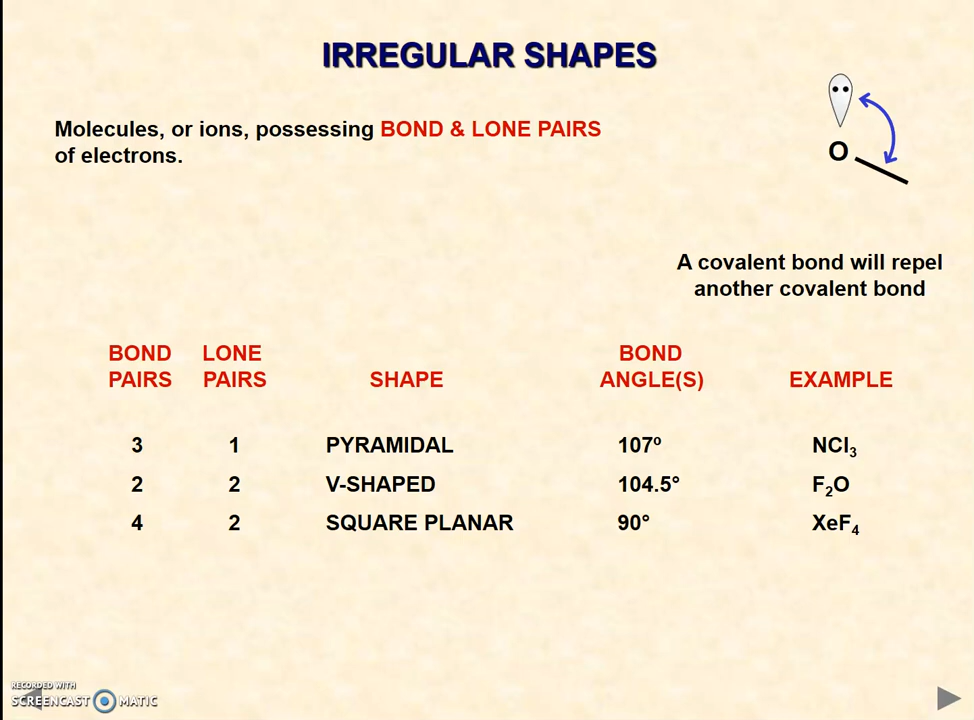 IRREGULAR SHAPES
Molecules, or ions, possessing BOND & LONE PAIRS
of electrons.
O
A covalent bond will repel
another covalent bond
BOND PAIRS LONE PAIRS SHAPE BOND ANGLE(S) EXAMPLE
3 1 PYRAMIDAL 107º NCl₃
2 2 V-SHAPED 104.5° F₂O
4 2 SQUARE PLANAR 90° XeF₄
RECORDED WITH
SCREENCAST MATIC